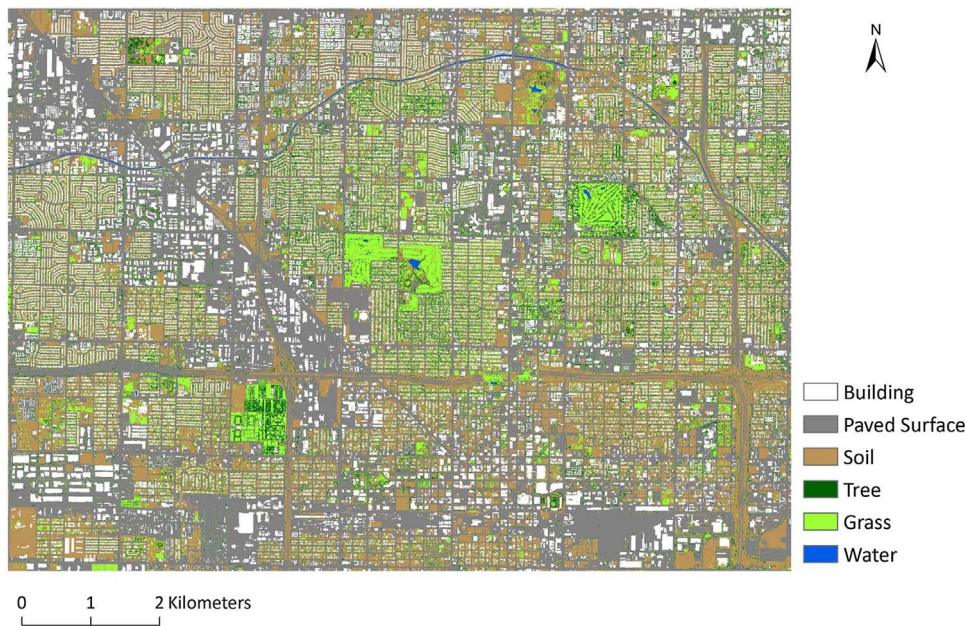 N
Building
Paved Surface
Soil
Tree
Grass
Water
0 1 2 Kilometers